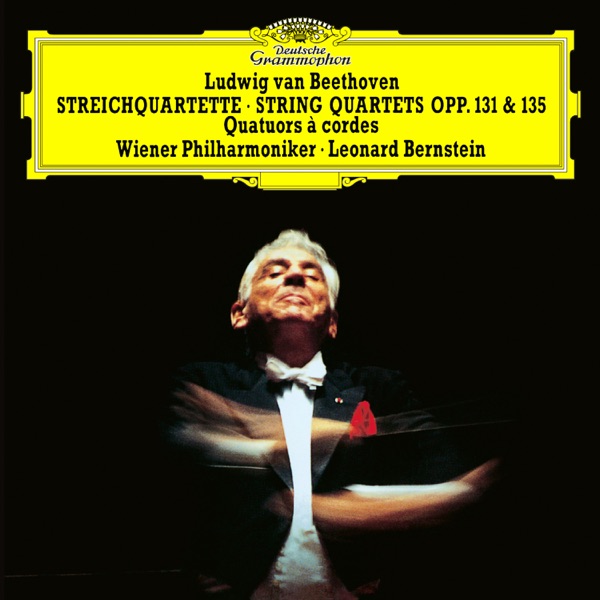 Deutsche
Grammophon
Ludwig van Beethoven
STREICHQUARTETTE · STRING QUARTETS OPP. 131 & 135
Quatuors à cordes
Wiener Philharmoniker · Leonard Bernstein